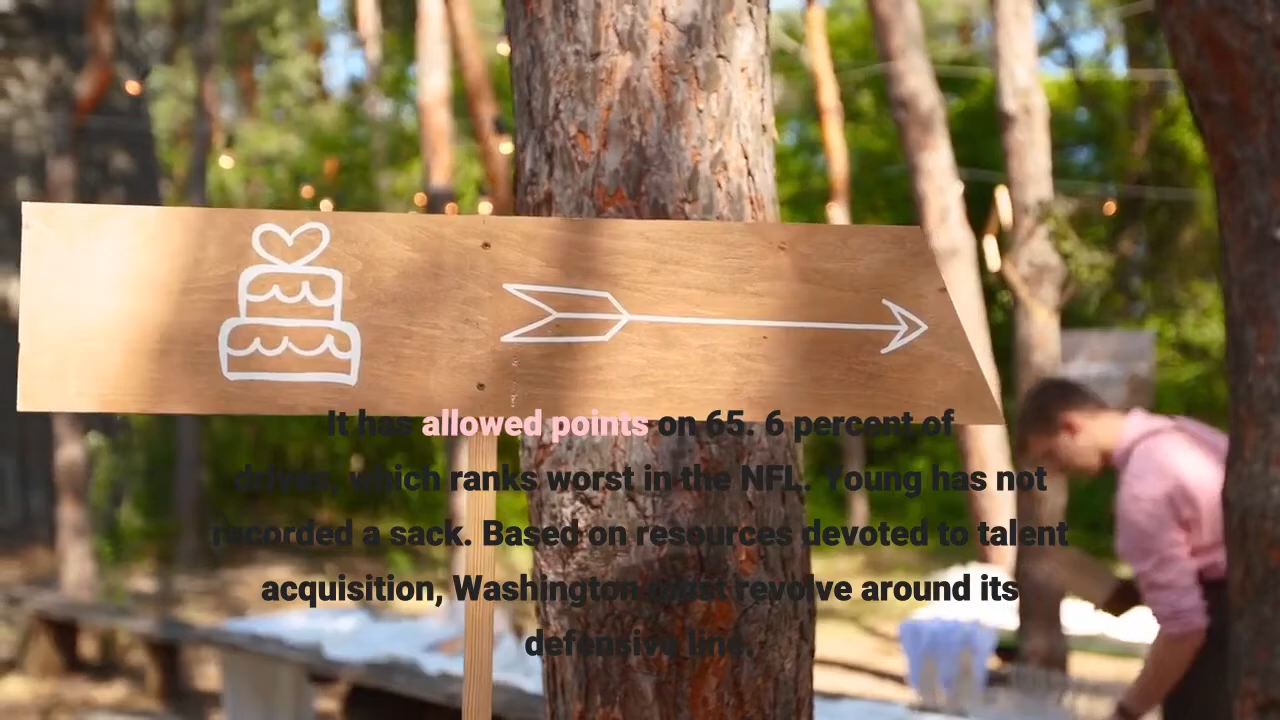 It has allowed points on 65. 6 percent of
drives, which ranks worst in the NFL. Young has not
recorded a sack. Based on resources devoted to talent
acquisition, Washington must revolve around its
defensive line.